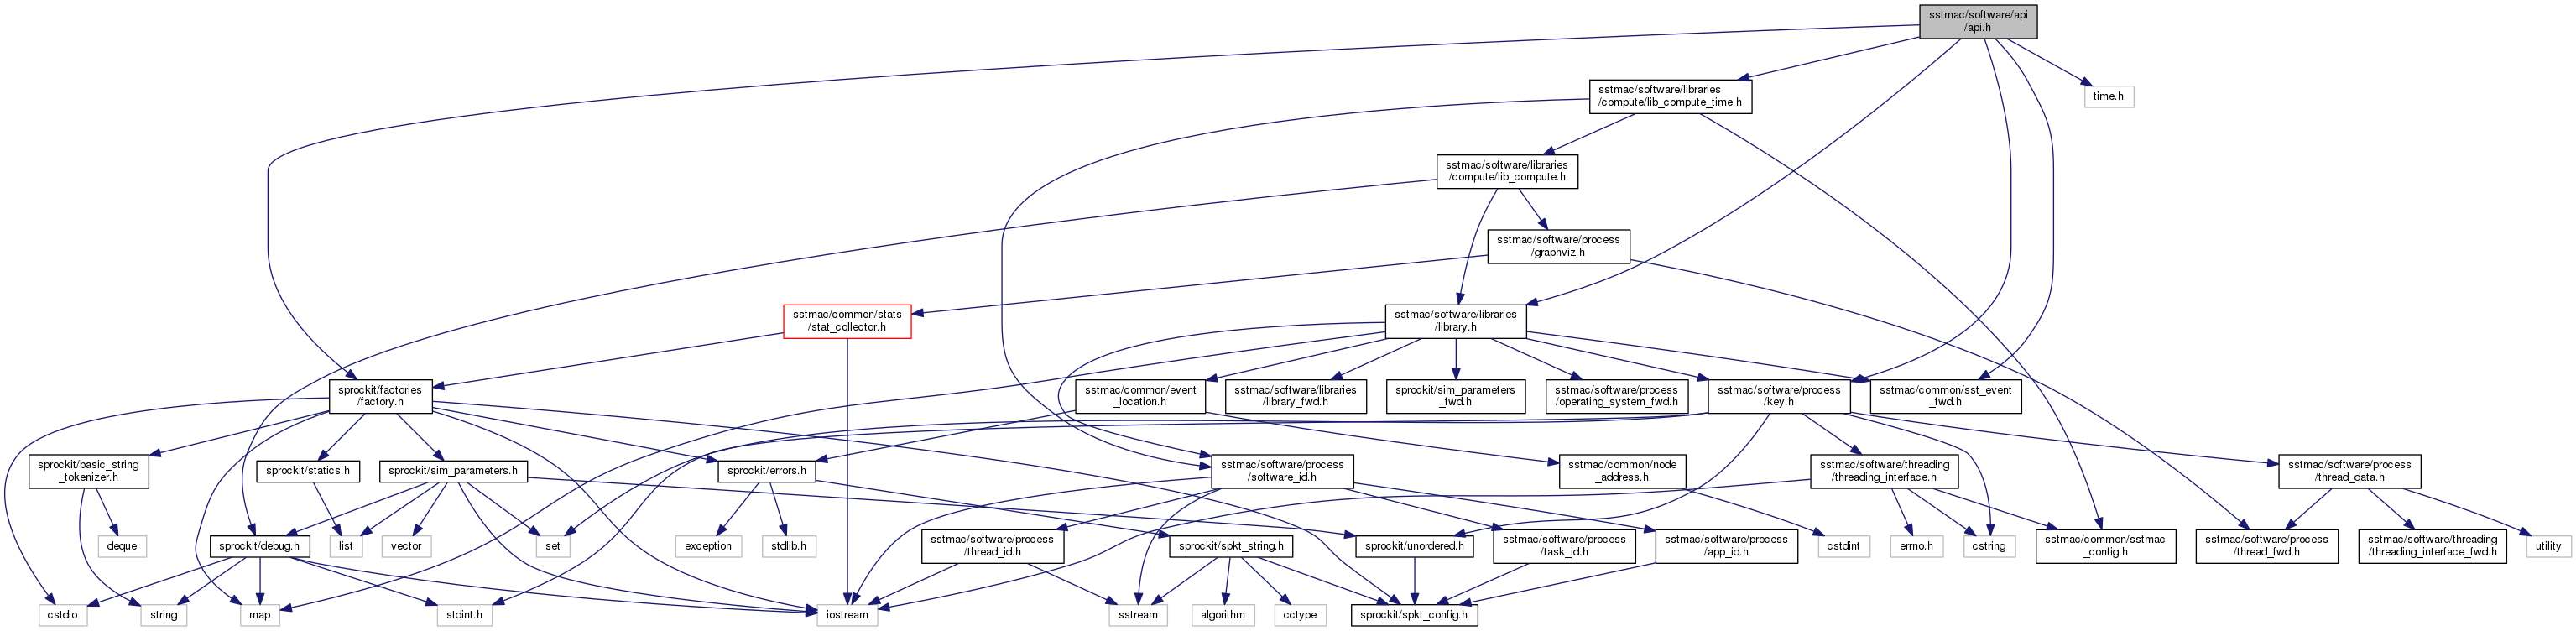 sstmac/software/api
/api.h
sstmac/software/libraries
/compute/lib_compute_time.h
time.h
sstmac/software/libraries
/compute/lib_compute.h
sstmac/software/process
/graphviz.h
sstmac/common/stats
/stat_collector.h
sstmac/software/libraries
/library.h
sprockit/factories
/factory.h
sstmac/common/event
_location.h
sstmac/software/libraries
/library_fwd.h
sprockit/sim_parameters
_fwd.h
sstmac/software/process
/operating_system_fwd.h
sstmac/software/process
/key.h
sstmac/common/sst_event
_fwd.h
sprockit/basic_string
_tokenizer.h
sprockit/statics.h
sprockit/sim_parameters.h
sprockit/errors.h
sstmac/software/process
/software_id.h
sstmac/common/node
_address.h
sstmac/software/threading
/threading_interface.h
sstmac/software/process
/thread_data.h
deque
sprockit/debug.h
list
vector
set
exception
stdlib.h
sstmac/software/process
/thread_id.h
sprockit/spkt_string.h
sprockit/unordered.h
sstmac/software/process
/task_id.h
sstmac/software/process
/app_id.h
cstdint
errno.h
cstring
sstmac/common/sstmac
_config.h
sstmac/software/process
/thread_fwd.h
sstmac/software/threading
/threading_interface_fwd.h
utility
cstdio
string
map
stdint.h
iostream
sstream
algorithm
cctype
sprockit/spkt_config.h